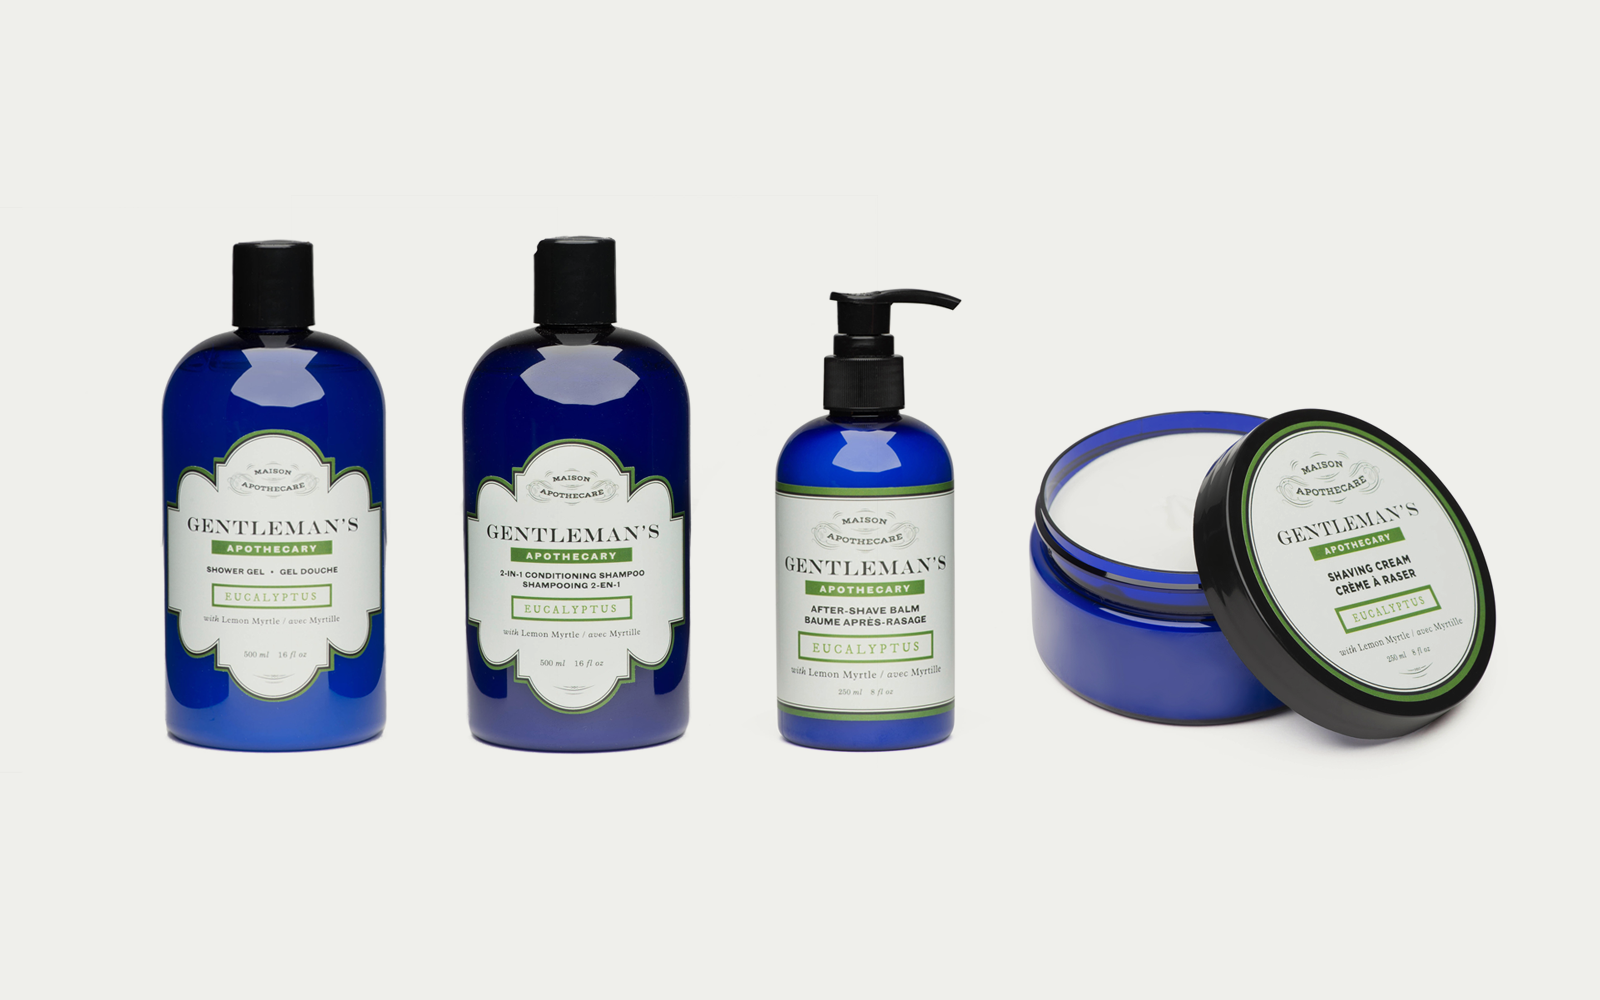 MAISON
APOTHECARE
GENTLEMAN'S
APOTHECARY
SHOWER GEL • GEL DOUCHE
EUCALYPTUS
with Lemon Myrtle / avec Myrtille
500 ml 16 fl oz
MAISON
APOTHECARE
GENTLEMAN'S
APOTHECARY
2-IN-1 CONDITIONING SHAMPOO
SHAMPOOING 2-EN-1
EUCALYPTUS
with Lemon Myrtle / avec Myrtille
500 ml 16 fl oz
MAISON
APOTHECARE
GENTLEMAN'S
APOTHECARY
AFTER-SHAVE BALM
BAUME APRÈS-RASAGE
EUCALYPTUS
with Lemon Myrtle / avec Myrtille
250 ml 8 fl oz
MAISON
APOTHECARE
GENTLEMAN'S
APOTHECARY
SHAVING CREAM
CRÈME À RASER
EUCALYPTUS
with Lemon Myrtle / avec Myrtille
250 ml 8 fl oz